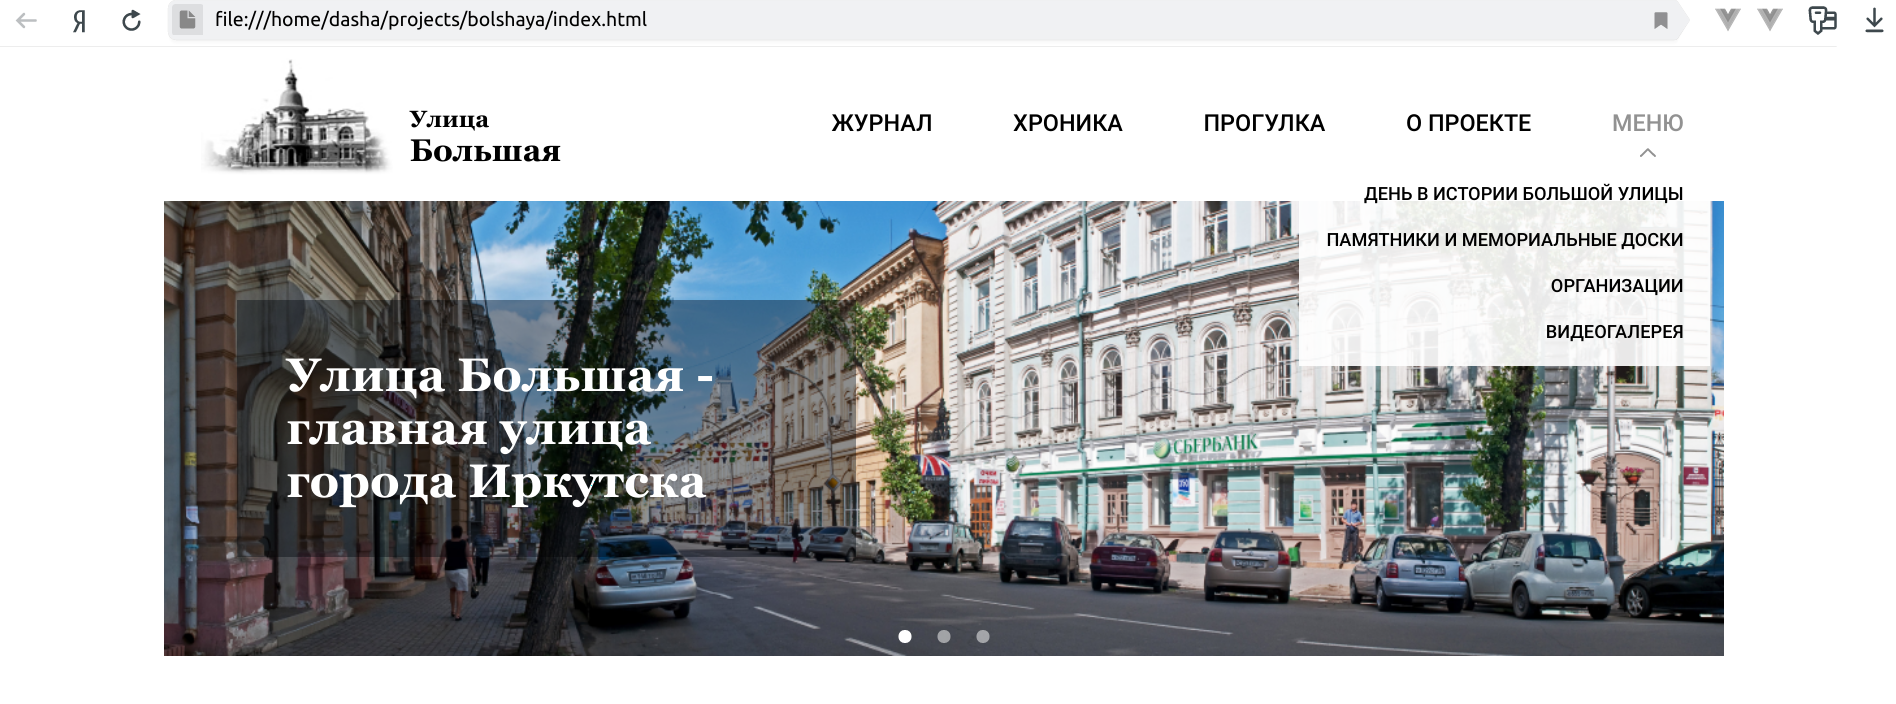 Я
file:///home/dasha/projects/bolshaya/index.html
Улица
Большая
ЖУРНАЛ
ХРОНИКА
ПРОГУЛКА
О ПРОЕКТЕ
МЕНЮ
ДЕНЬ В ИСТОРИИ БОЛЬШОЙ УЛИЦЫ
ПАМЯТНИКИ И МЕМОРИАЛЬНЫЕ ДОСКИ
ОРГАНИЗАЦИИ
ВИДЕОГАЛЕРЕЯ
Улица Большая -
главная улица
города Иркутска
СБЕРБАНК